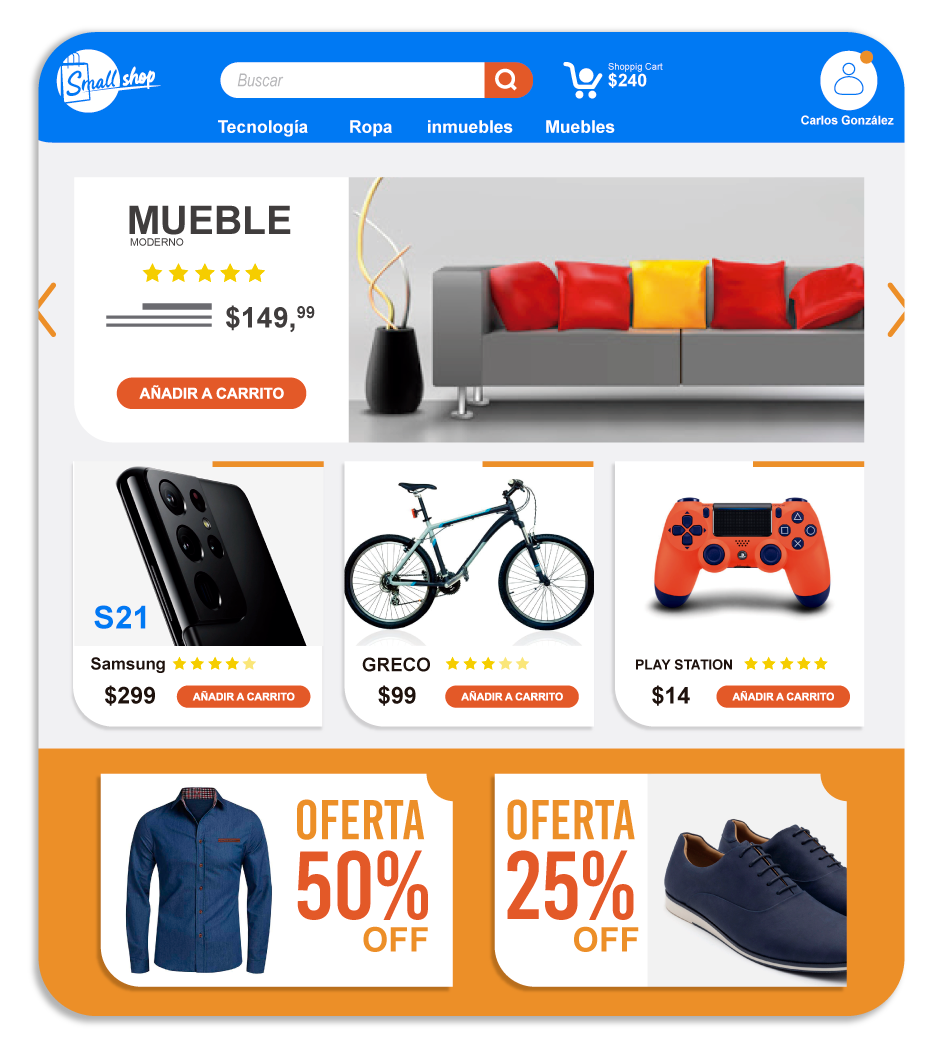 Small shop
Buscar
Shoppig Cart
$240
Carlos González
Tecnología
Ropa
inmuebles
Muebles
MUEBLE
MODERNO
$149,99
AÑADIR A CARRITO
S21
Samsung
$299
AÑADIR A CARRITO
GRECO
$99
AÑADIR A CARRITO
PLAY STATION
$14
AÑADIR A CARRITO
OFERTA
50%
OFF
OFERTA
25%
OFF